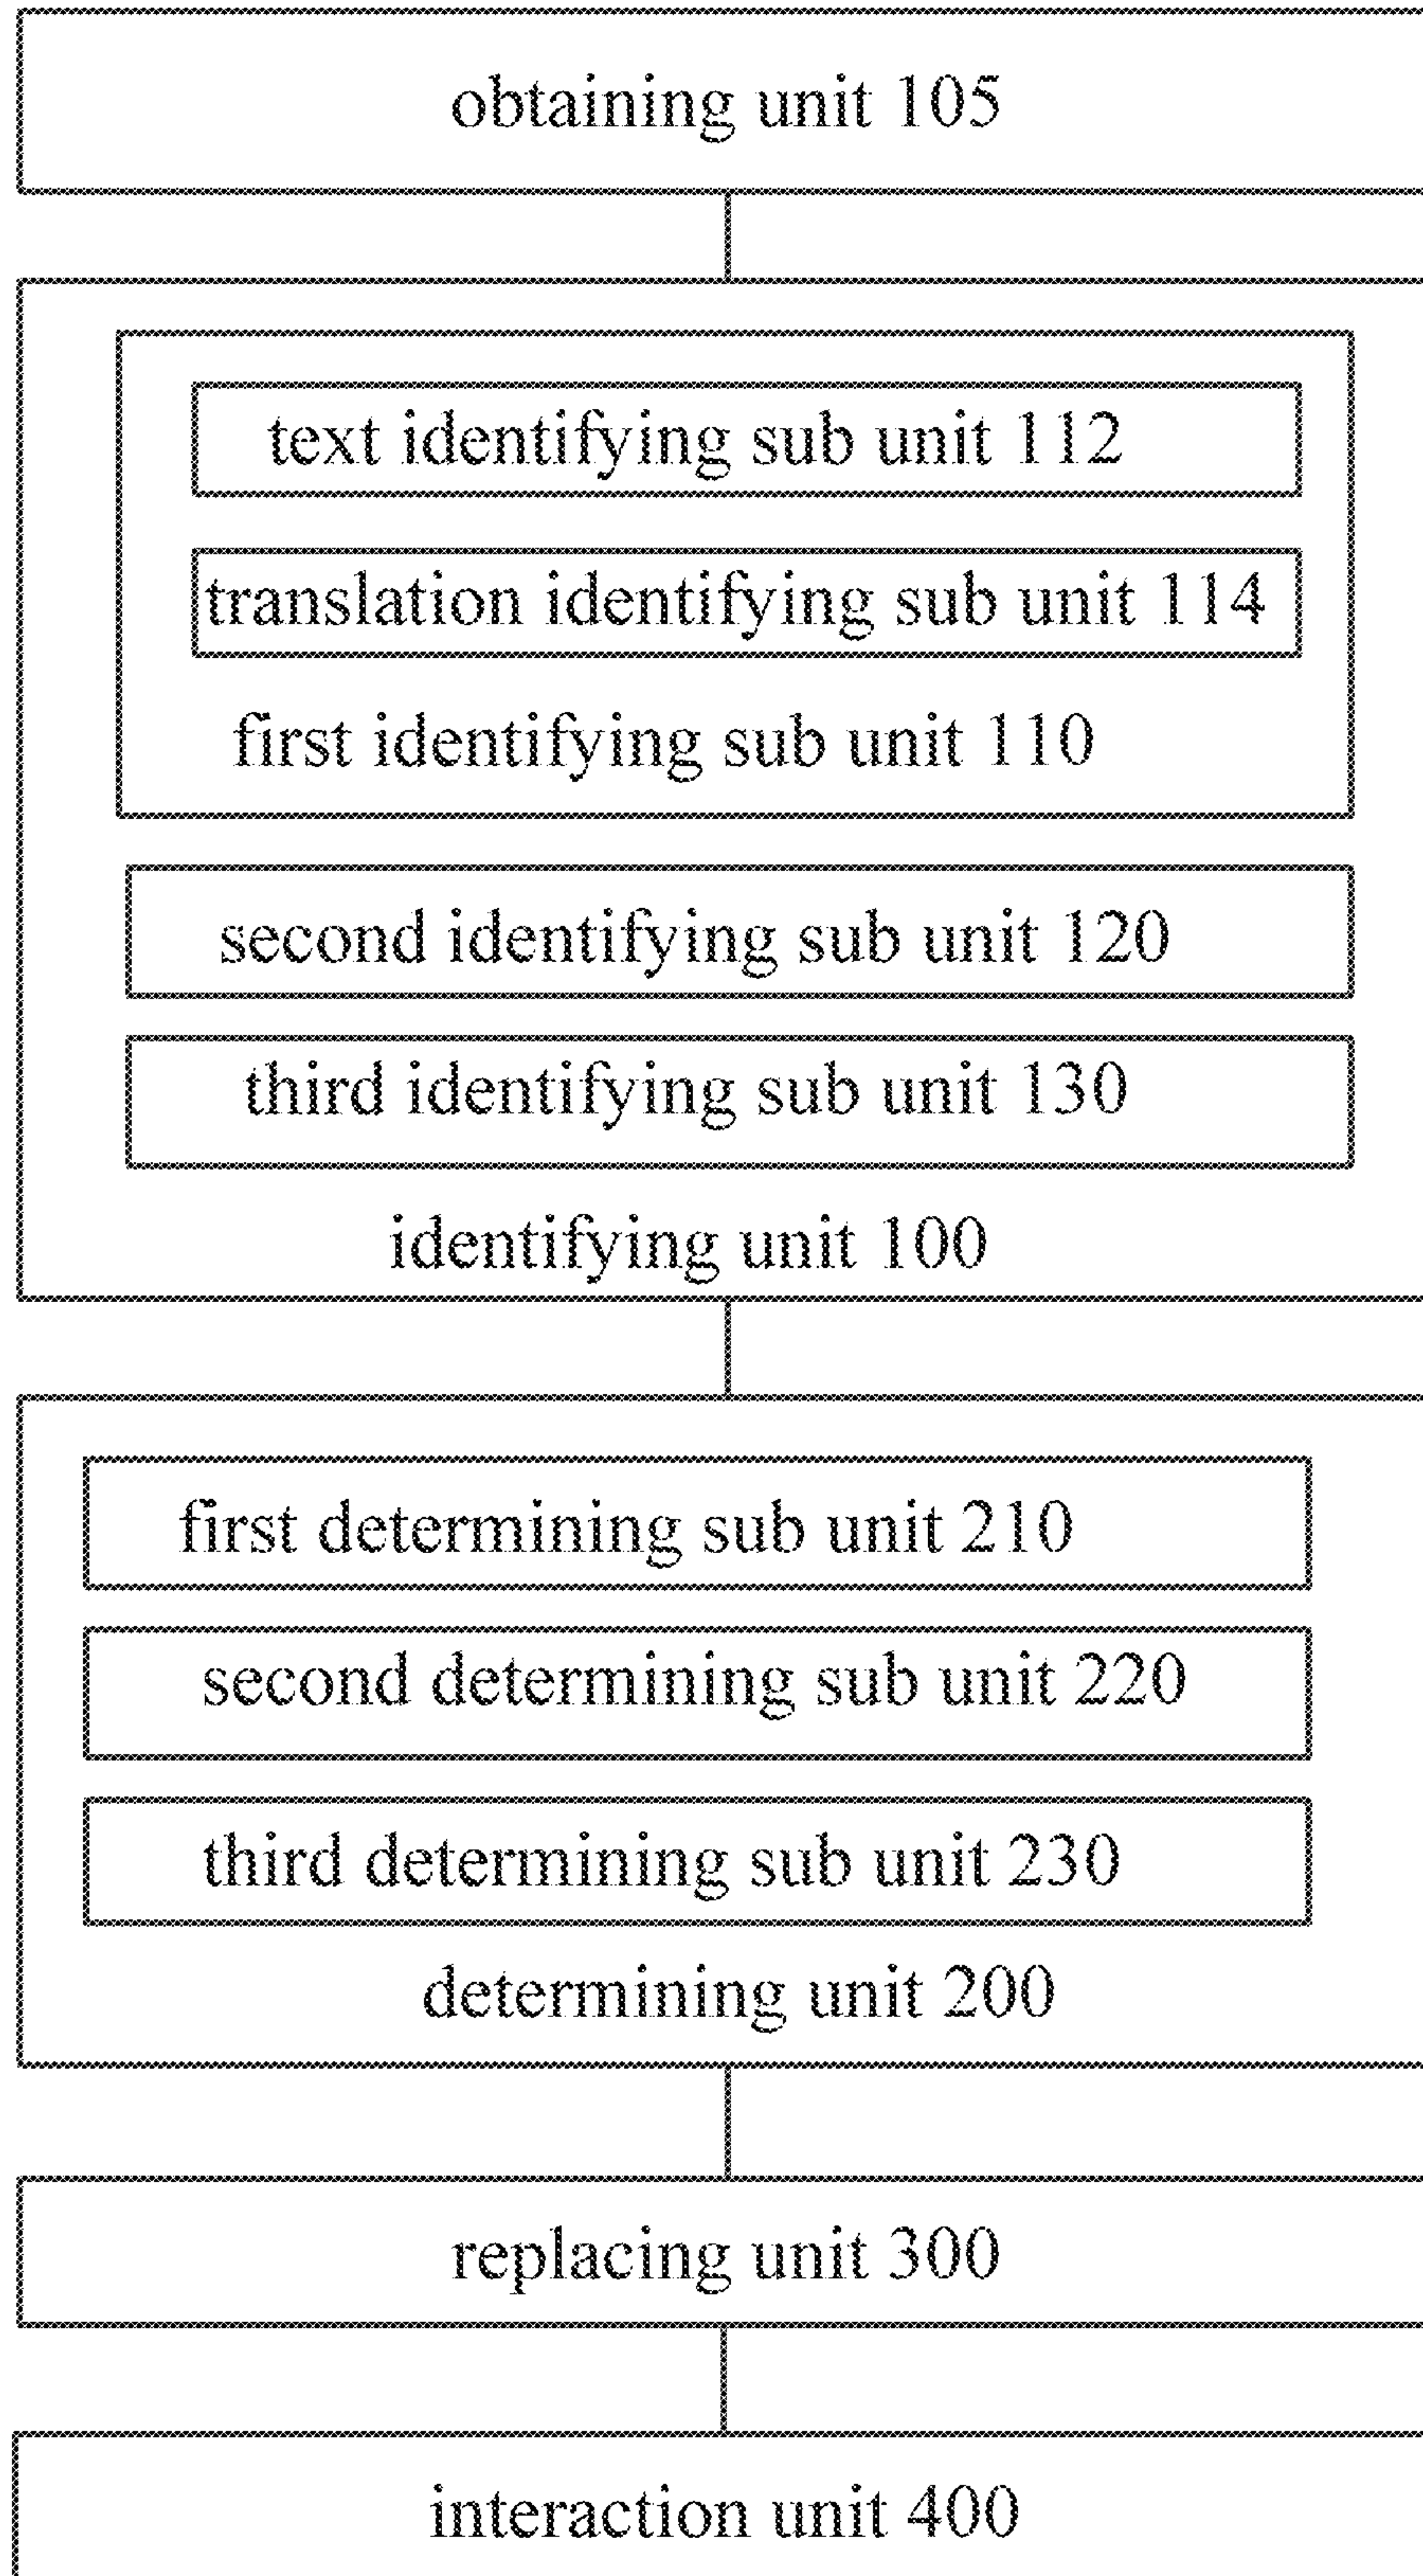 obtaining unit 105
text identifying sub unit 112
translation identifying sub unit 114
first identifying sub unit 110
second identifying sub unit 120
third identifying sub unit 130
identifying unit 100
first determining sub unit 210
second determining sub unit 220
third determining sub unit 230
determining unit 200
replacing unit 300
interaction unit 400